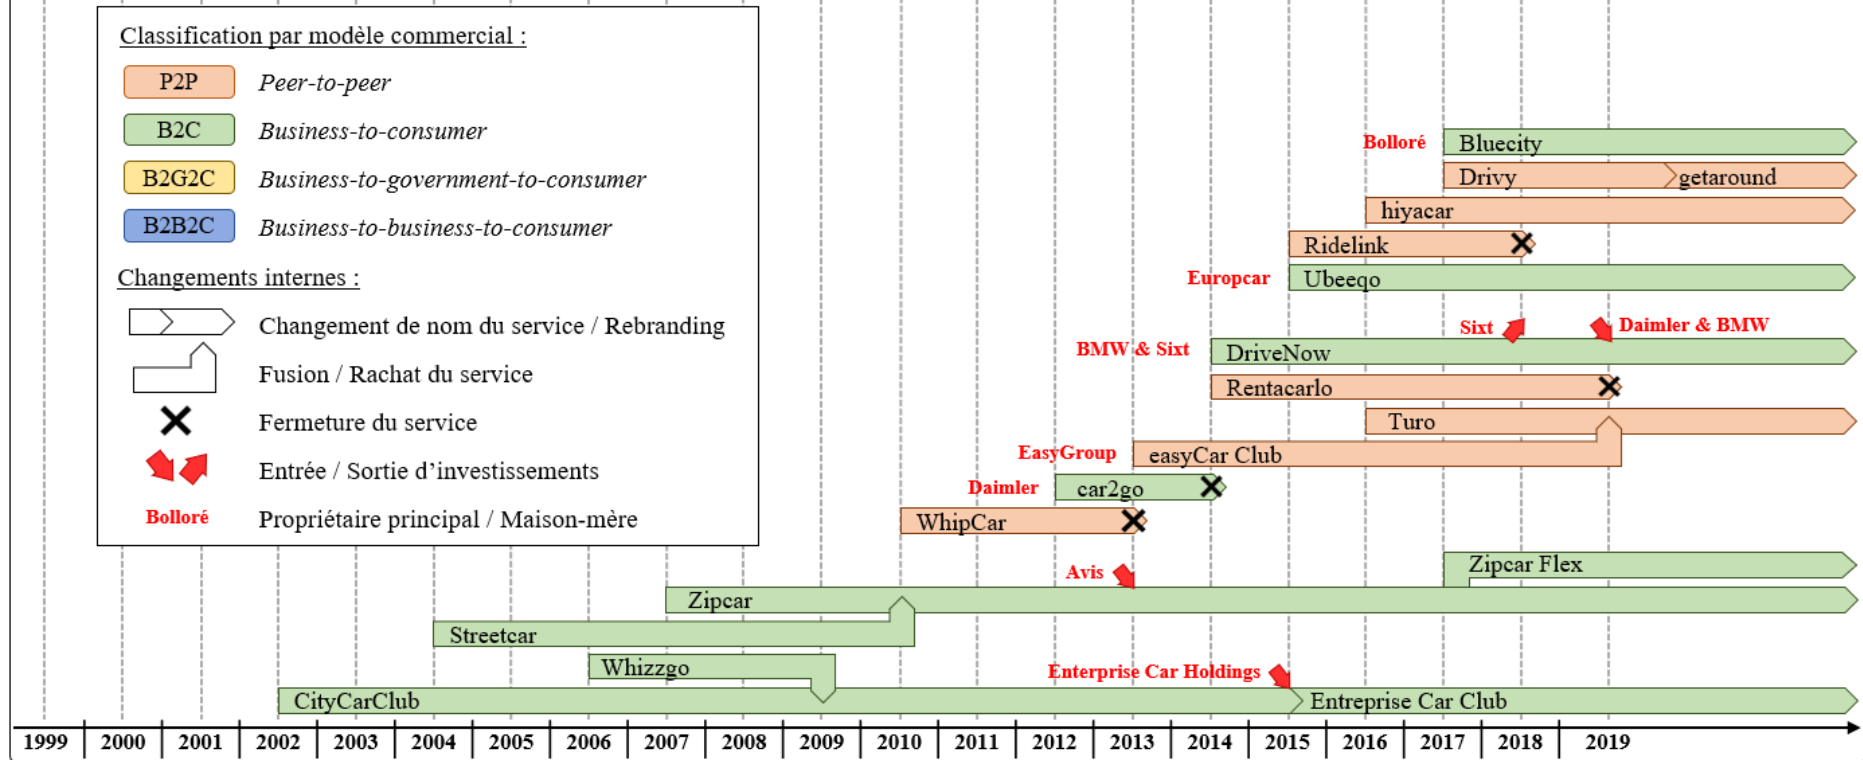 Classification par modèle commercial :
P2P Peer-to-peer
B2C Business-to-consumer
B2G2C Business-to-government-to-consumer
B2B2C Business-to-business-to-consumer
Changements internes :
Changement de nom du service / Rebranding
Fusion / Rachat du service
Fermeture du service
Entrée / Sortie d’investissements
Bolloré Propriétaire principal / Maison-mère
Bolloré Bluecity
Drivy getaround
hiyacar
Ridelink
Europcar Ubeeqo
Sixt Daimler & BMW
BMW & Sixt DriveNow
Rentacarlo
Turo
EasyGroup easyCar Club
Daimler car2go
WhipCar
Zipcar Flex
Avis
Zipcar
Streetcar
Whizzgo
Enterprise Car Holdings
CityCarClub Entreprise Car Club
1999 2000 2001 2002 2003 2004 2005 2006 2007 2008 2009 2010 2011 2012 2013 2014 2015 2016 2017 2018 2019